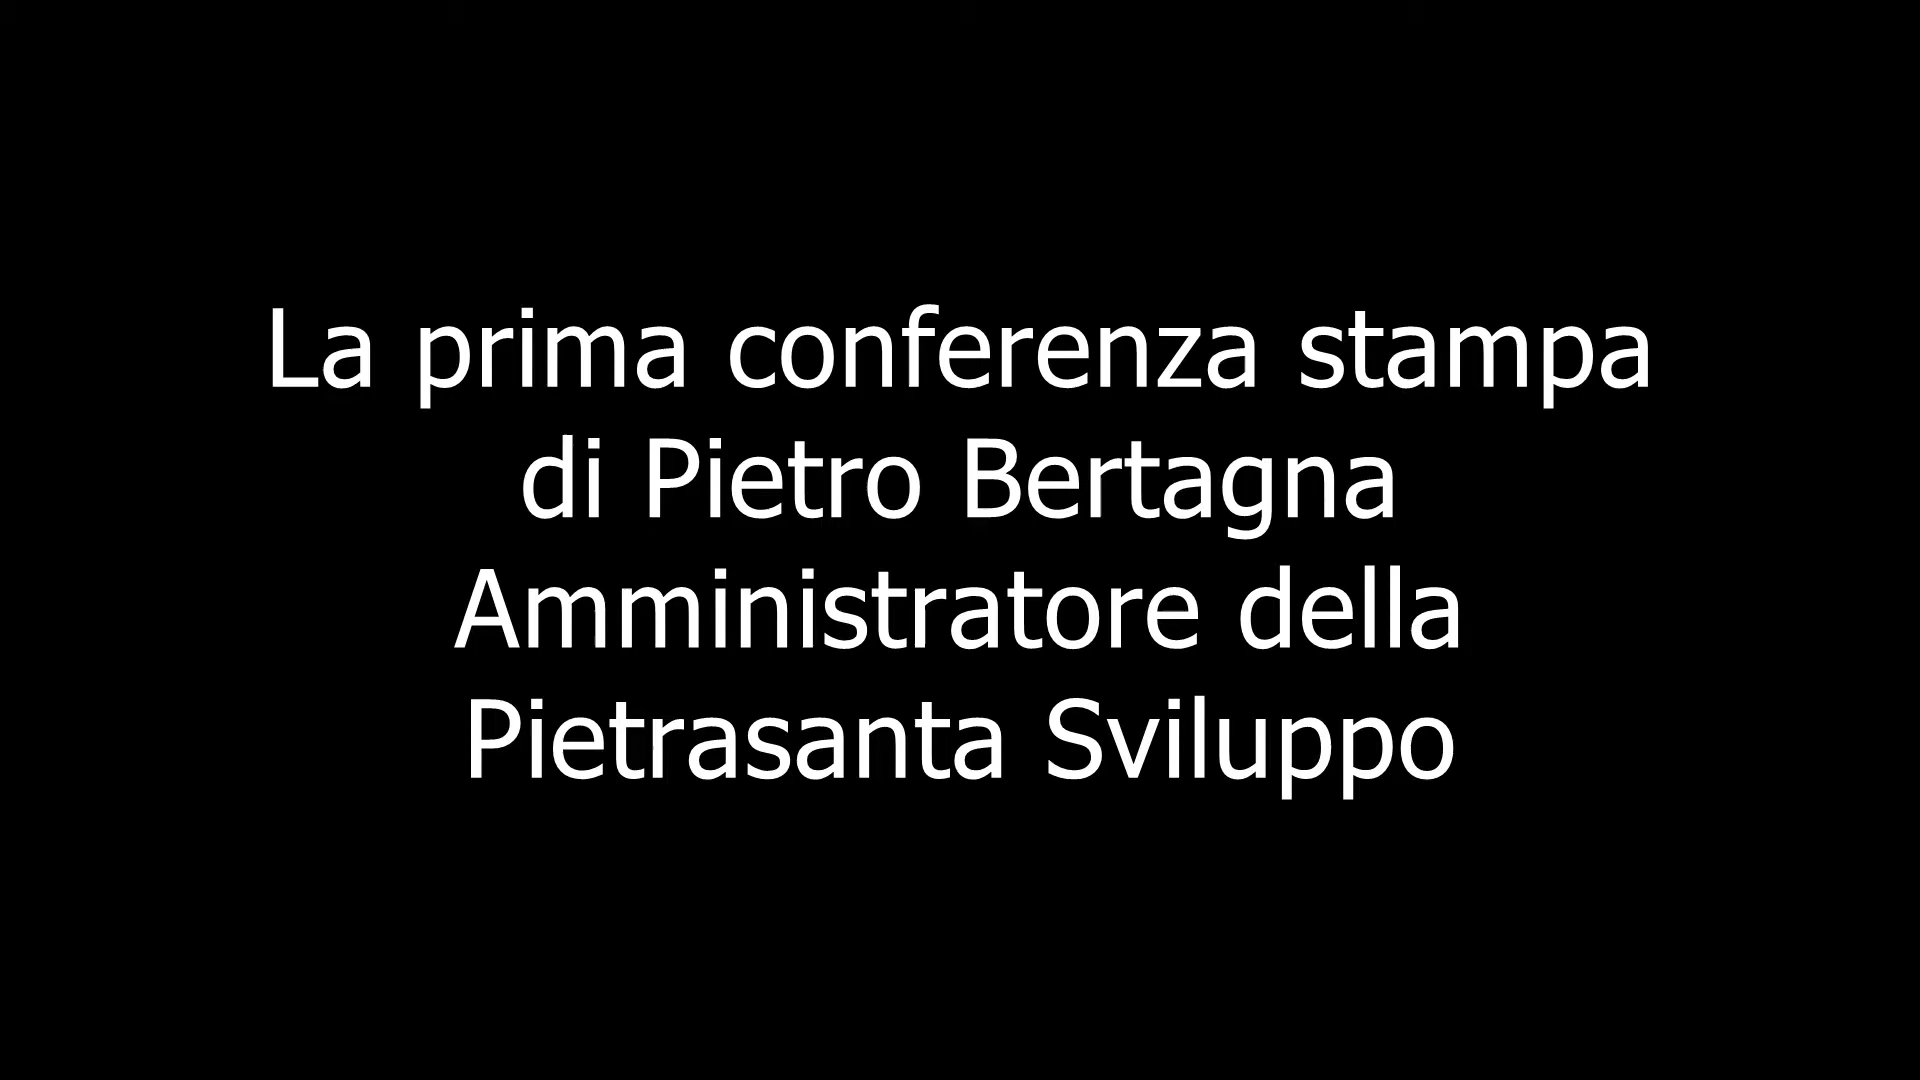 La prima conferenza stampa
di Pietro Bertagna
Amministratore della
Pietrasanta Sviluppo